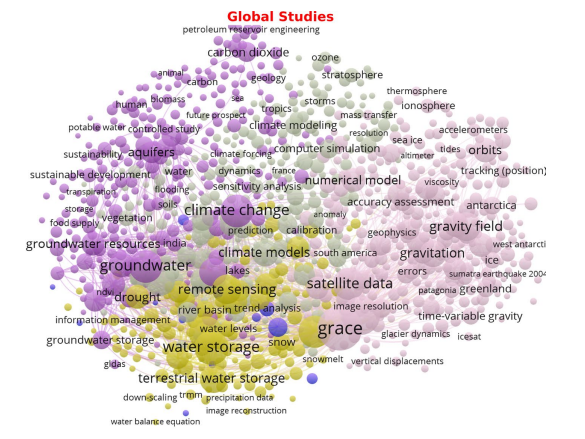 Global Studies
petroleum reservoir engineering
carbon dioxide
ozone
animal
carbon
geology
stratosphere
thermosphere
human
biomass
sea
tropics
storms
ionosphere
future prospect
mass transfer
potable water
controlled study
climate modeling
resolution
accelerometers
sea ice
sustainability
aquifers
climate forcing
computer simulation
altimeter
tides
orbits
sustainable development
water
dynamics
france
numerical model
tracking (position)
transpiration
flooding
sensitivity analysis
viscosity
storage
soils
climate change
anomaly
accuracy assessment
antarctica
food supply
vegetation
prediction
calibration
geophysics
gravity field
groundwater resources
india
climate models
south america
gravitation
west antarcti
ice
groundwater
lakes
errors
sumatra earthquake 2004
ndvi
drought
remote sensing
satellite data
patagonia
greenland
river basin
trend analysis
image resolution
time-variable gravity
information management
water levels
grace
glacier dynamics
icesat
groundwater storage
water storage
snow
snowmelt
vertical displacements
gldas
terrestrial water storage
down-scaling
trmm
precipitation data
image reconstruction
water balance equation